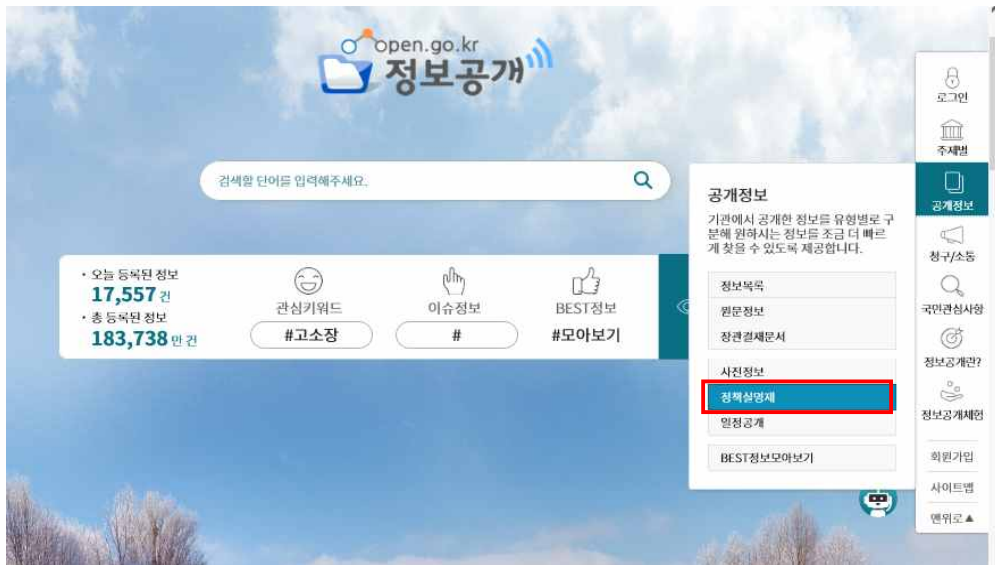 open.go.kr
정보공개
검색할 단어를 입력해주세요.
· 오늘 등록된 정보
17,557 건
· 총 등록된 정보
183,738 만 건
관심키워드
#고소장
이슈정보
#
BEST정보
#모아보기
공개정보
기관에서 공개한 정보를 유형별로 구
분해 원하시는 정보를 조금 더 빠르
게 찾을 수 있도록 제공합니다.
정보목록
원문정보
장관결재문서
사전정보
정책실명제
일정공개
BEST정보모아보기
로그인
주제별
공개정보
청구/소통
국민관심사항
정보공개란?
정보공개체험
회원가입
사이트맵
맨위로▲